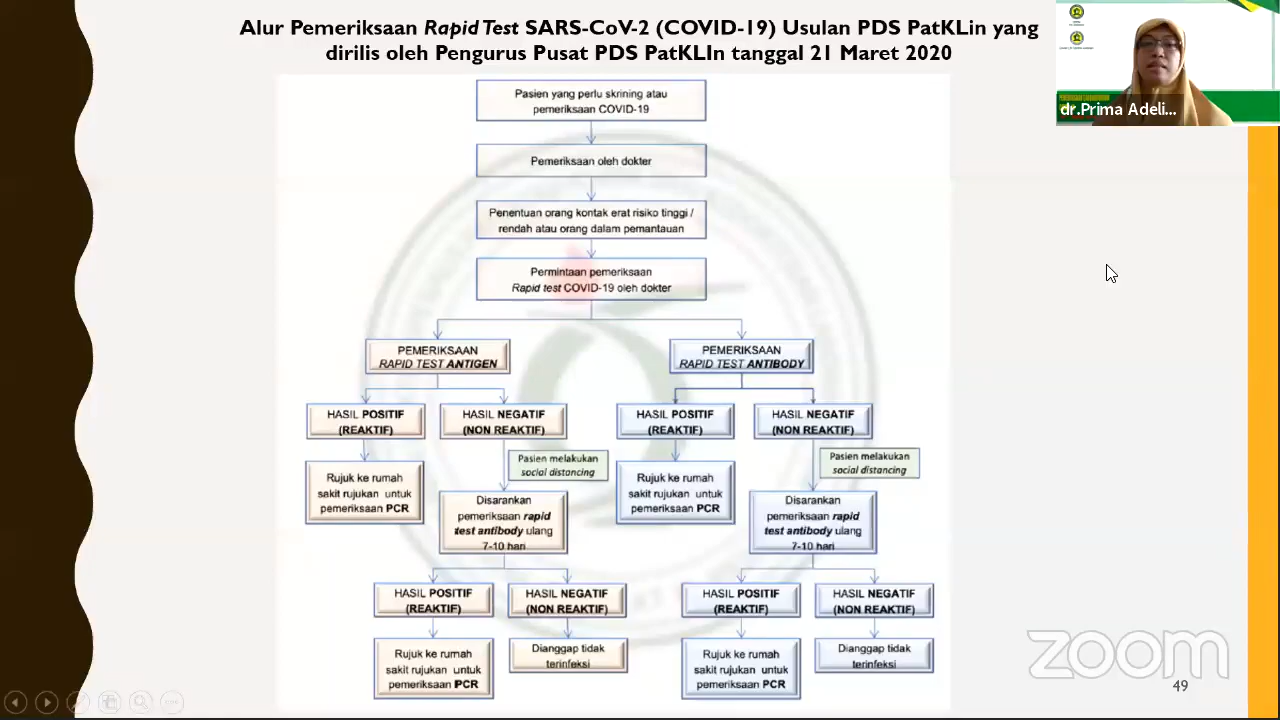 Alur Pemeriksaan Rapid Test SARS-CoV-2 (COVID-19) Usulan PDS PatKLin yang
dirilis oleh Pengurus Pusat PDS PatKLIn tanggal 21 Maret 2020
dr.Prima Adeli...
Pasien yang perlu skrining atau
pemeriksaan COVID-19
Pemeriksaan oleh dokter
Penentuan orang kontak erat risiko tinggi /
rendah atau orang dalam pemantauan
Permintaan pemeriksaan
Rapid test COVID-19 oleh dokter
PEMERIKSAAN
RAPID TEST ANTIGEN
PEMERIKSAAN
RAPID TEST ANTIBODY
HASIL POSITIF
(REAKTIF)
HASIL NEGATIF
(NON REAKTIF)
HASIL POSITIF
(REAKTIF)
HASIL NEGATIF
(NON REAKTIF)
Pasien melakukan
social distancing
Pasien melakukan
social distancing
Rujuk ke rumah
sakit rujukan untuk
pemeriksaan PCR
Disarankan
pemeriksaan rapid
test antibody ulang
7-10 hari
Rujuk ke rumah
sakit rujukan untuk
pemeriksaan PCR
Disarankan
pemeriksaan rapid
test antibody ulang
7-10 hari
HASIL POSITIF
(REAKTIF)
HASIL NEGATIF
(NON REAKTIF)
HASIL POSITIF
(REAKTIF)
HASIL NEGATIF
(NON REAKTIF)
Rujuk ke rumah
sakit rujukan untuk
pemeriksaan PCR
Dianggap tidak
terinfeksi
Rujuk ke rumah
sakit rujukan untuk
pemeriksaan PCR
Dianggap tidak
terinfeksi
zoom
49